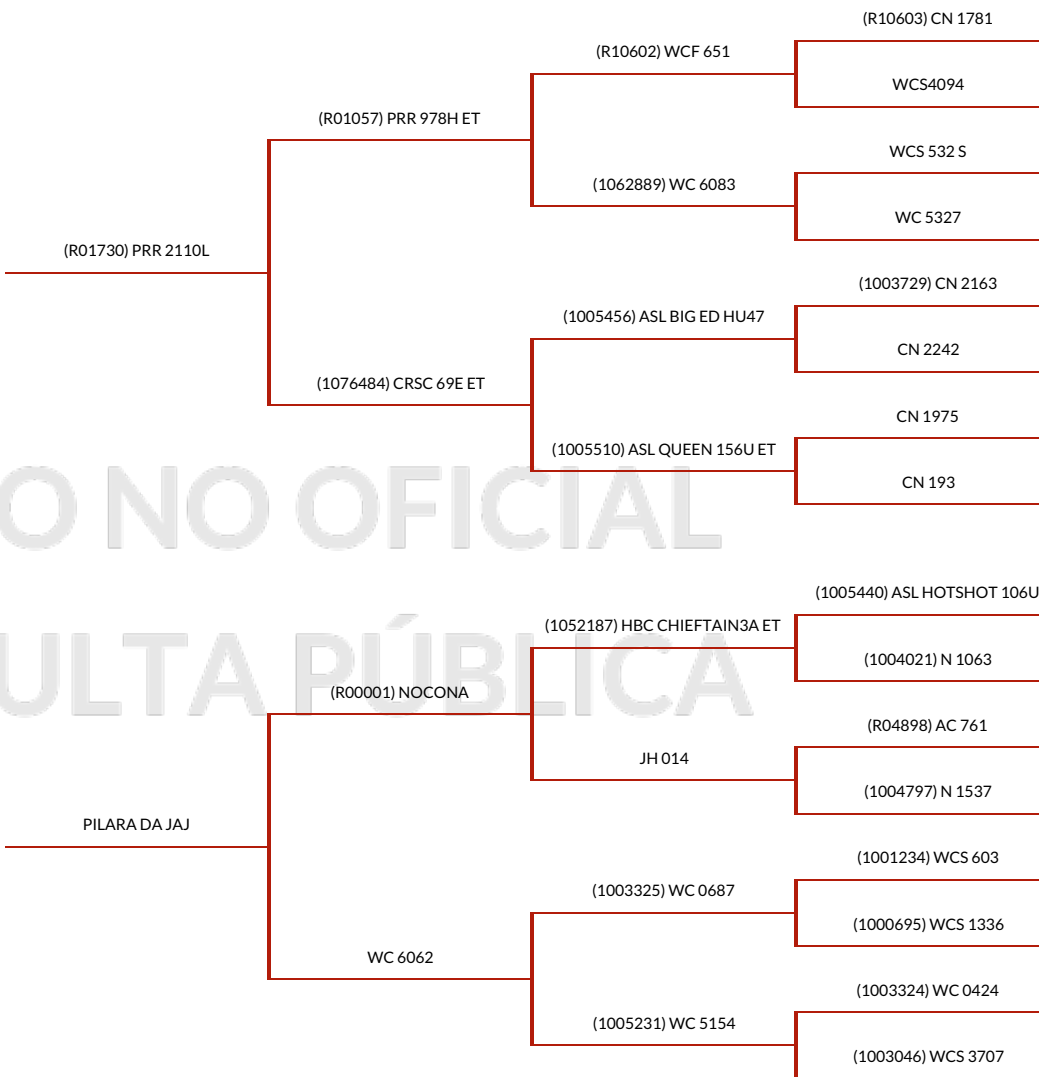 (R10603) CN 1781
(R10602) WCF 651
WCS4094
(R01057) PRR 978H ET
WCS 532 S
(1062889) WC 6083
WC 5327
(R01730) PRR 2110L
(1003729) CN 2163
(1005456) ASL BIG ED HU47
CN 2242
(1076484) CRSC 69E ET
CN 1975
(1005510) ASL QUEEN 156U ET
CN 193
O NO OFICIAL
(1005440) ASL HOTSHOT 106U
(1052187) HBC CHIEFTAIN3A ET
(1004021) N 1063
ULTA PÚBLICA
(R00001) NOCONA
(R04898) AC 761
JH 014
(1004797) N 1537
PILARA DA JAJ
(1001234) WCS 603
(1003325) WC 0687
(1000695) WCS 1336
WC 6062
(1003324) WC 0424
(1005231) WC 5154
(1003046) WCS 3707